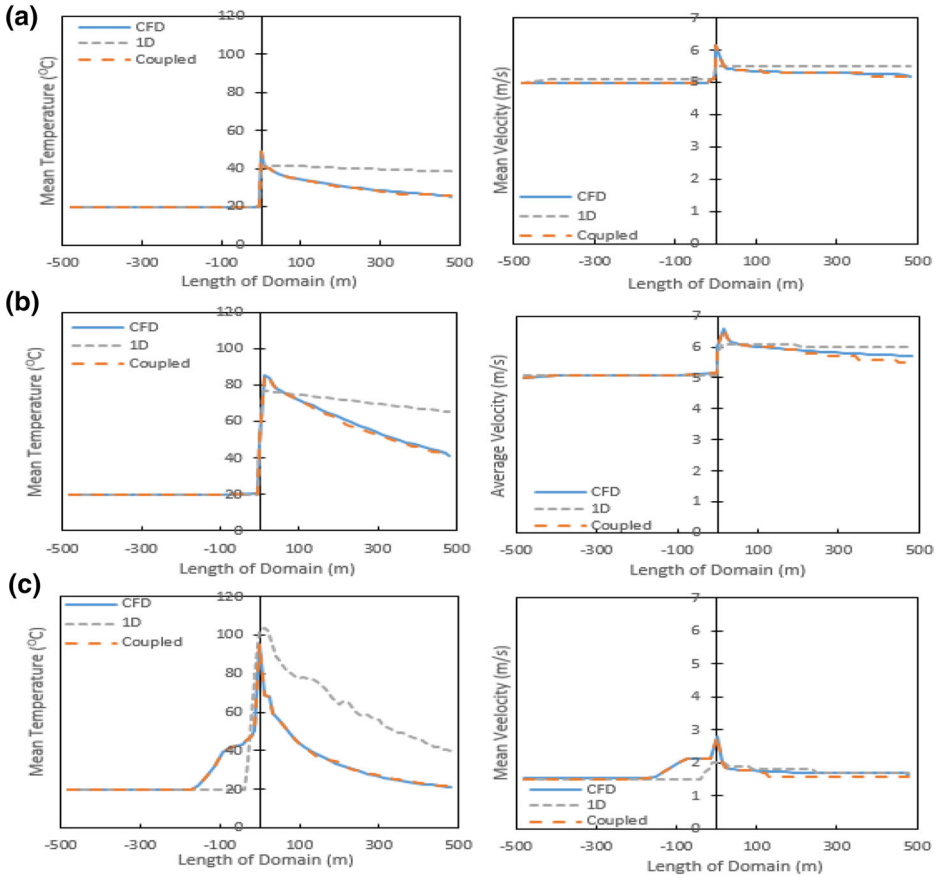 (a)
CFD
1D
Coupled
Mean Temperature (⁰C)
120
100
80
60
40
20
0
-500 -300 -100 100 300 500
Length of Domain (m)
Mean Velocity (m/s)
7
6
5
4
3
2
1
0
CFD
1D
Coupled
-500 -300 -100 100 300 500
Length of Domain (m)
(b)
CFD
1D
Coupled
Mean Temperature (⁰C)
120
100
80
60
40
20
0
-500 -300 -100 100 300 500
Length of Domain (m)
Average Velocity (m/s)
7
6
5
4
3
2
1
0
CFD
1D
Coupled
-500 -300 -100 100 300 500
Length of Domain (m)
(c)
CFD
1D
Coupled
Mean Temperature (⁰C)
120
100
80
60
40
20
0
-500 -300 -100 100 300 500
Length of Domain (m)
Mean Veelocity (m/s)
7
6
5
4
3
2
1
0
CFD
1D
Coupled
-500 -300 -100 100 300 500
Length of Domain (m)